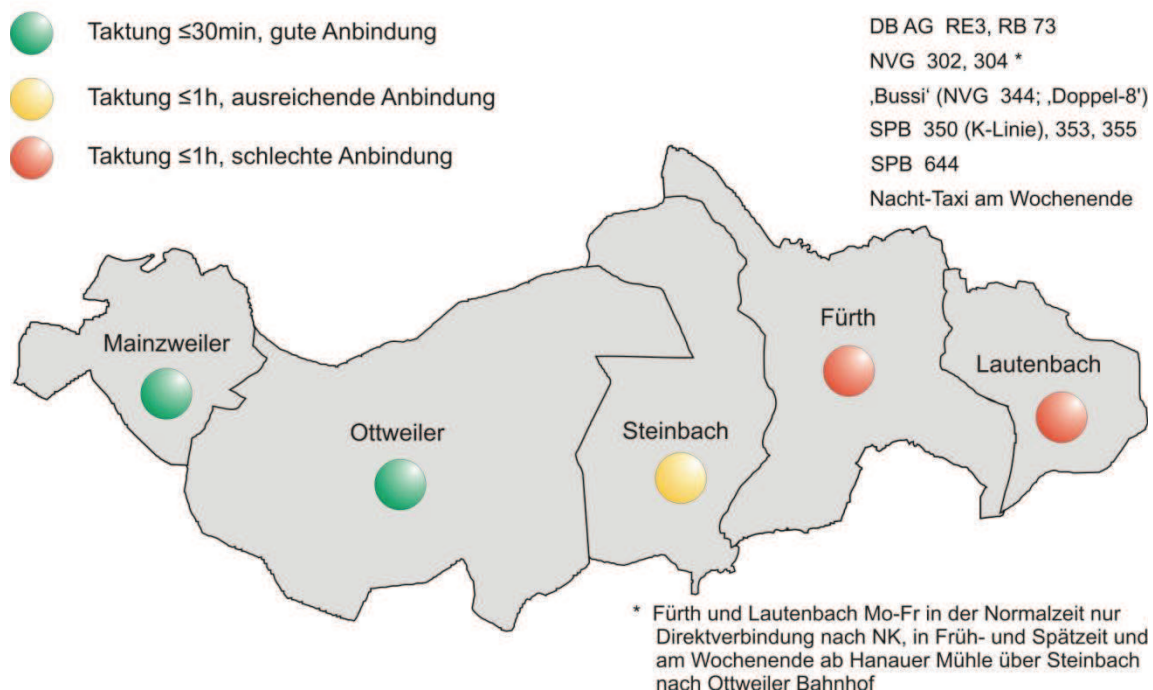 Taktung ≤30min, gute Anbindung
Taktung ≤1h, ausreichende Anbindung
Taktung ≤1h, schlechte Anbindung
DB AG  RE3, RB 73
NVG  302, 304 *
‚Bussi‘ (NVG  344; ‚Doppel-8')
SPB  350 (K-Linie), 353, 355
SPB  644
Nacht-Taxi am Wochenende
Mainzweiler
Ottweiler
Steinbach
Fürth
Lautenbach
* Fürth und Lautenbach Mo-Fr in der Normalzeit nur
Direktverbindung nach NK, in Früh- und Spätzeit und
am Wochenende ab Hanauer Mühle über Steinbach
nach Ottweiler Bahnhof